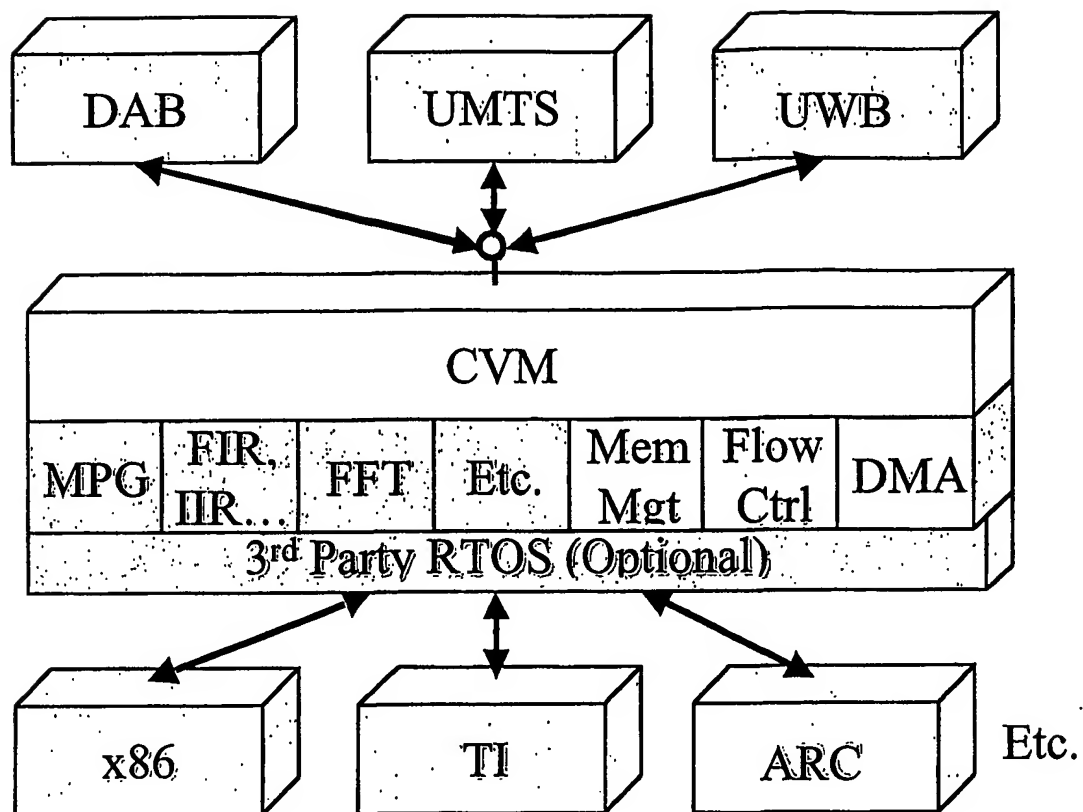 DAB
UMTS
UWB
CVM
MPG
FIR,
IIR...
FFT
Etc.
Mem
Mgt
Flow
Ctrl
DMA
3rd Party RTOS (Optional)
x86
TI
ARC
Etc.